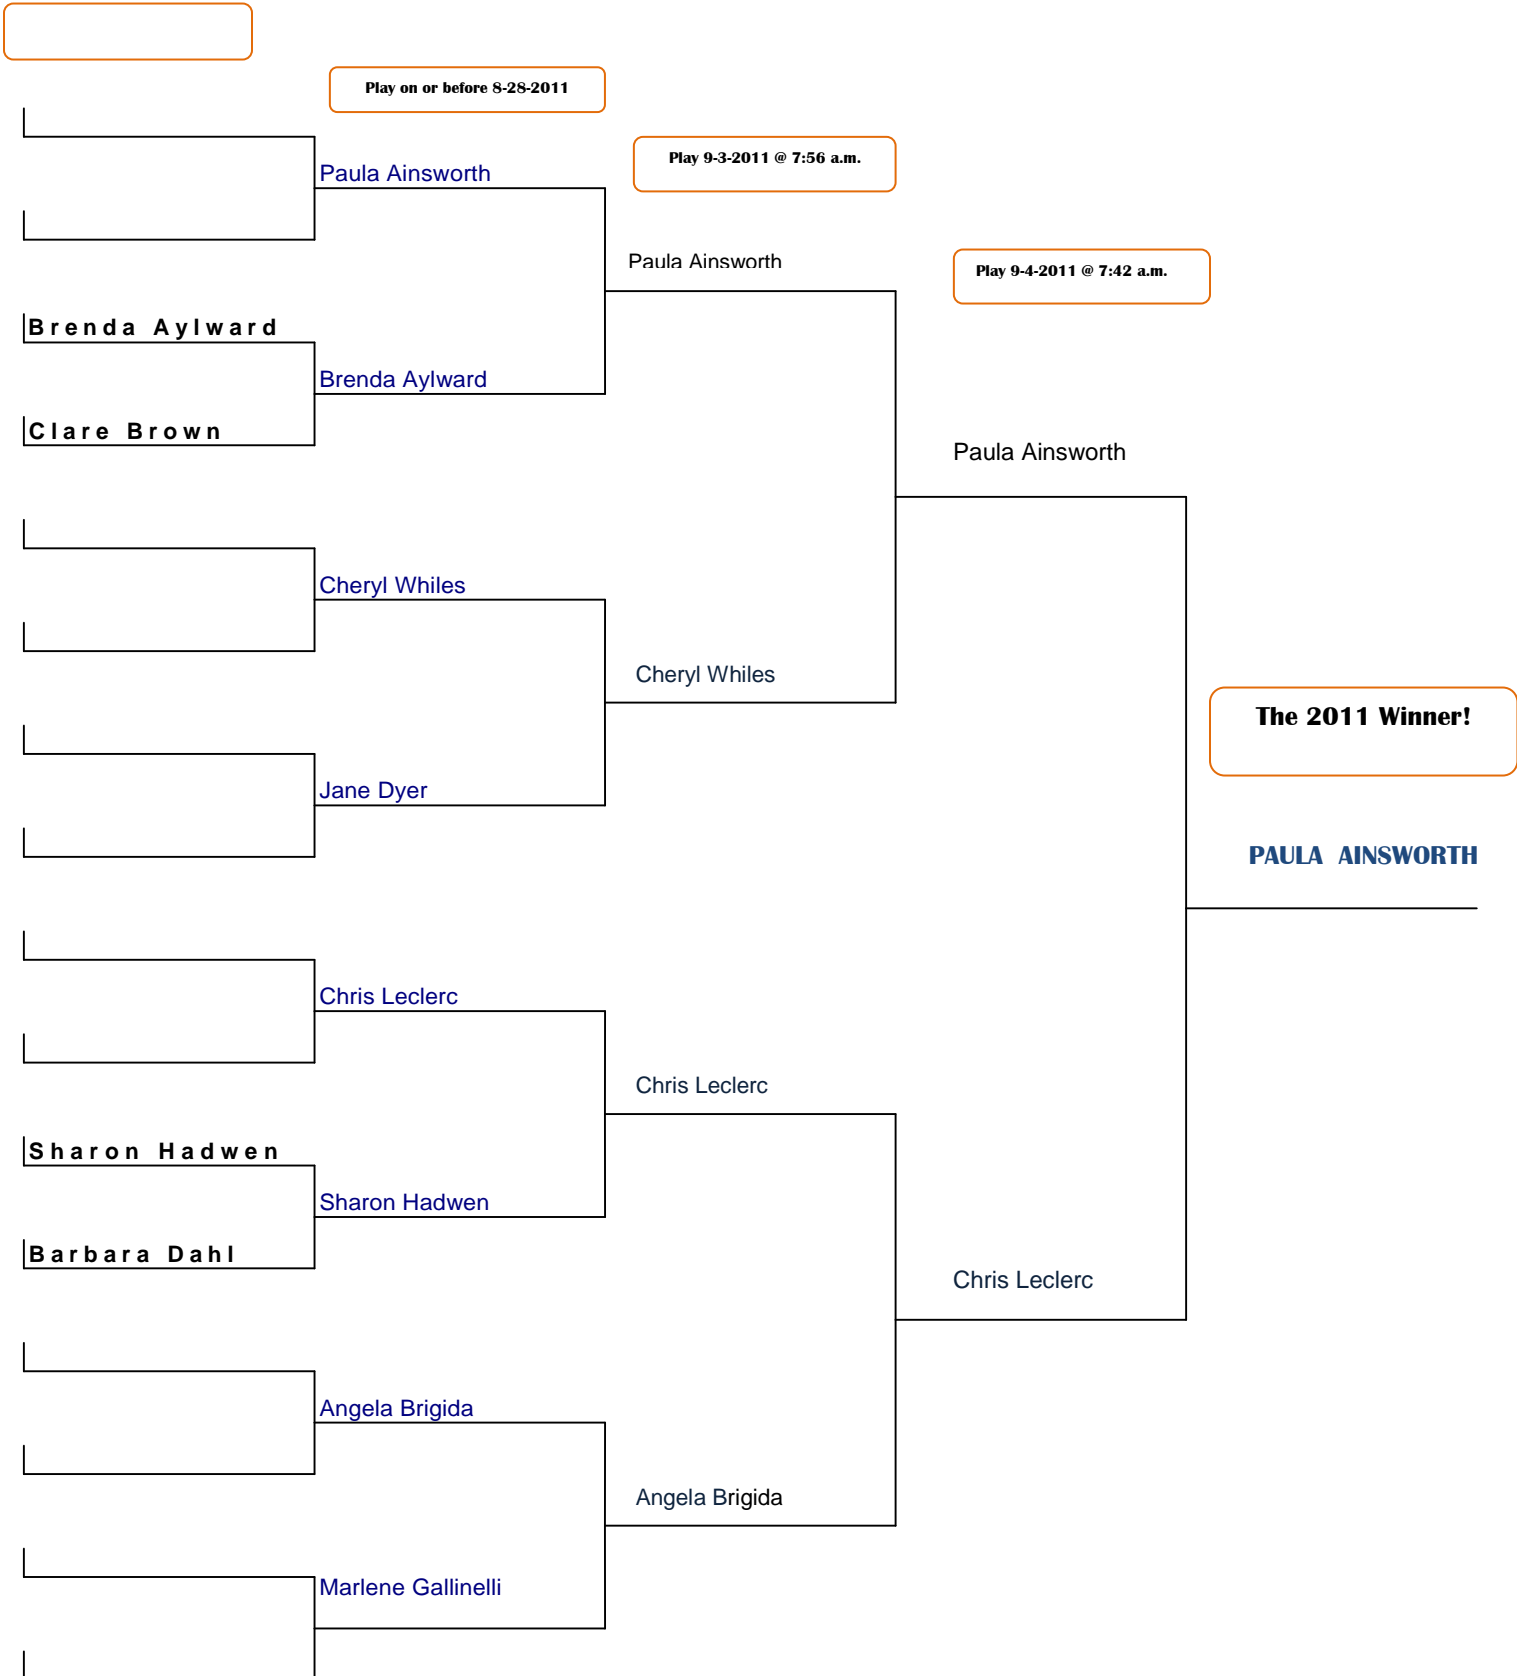 Play on or before 8-28-2011
Play 9-3-2011 @ 7:56 a.m.
Paula Ainsworth
Paula Ainsworth
Play 9-4-2011 @ 7:42 a.m.
Brenda Aylward
Brenda Aylward
Clare Brown
Paula Ainsworth
Cheryl Whiles
Cheryl Whiles
The 2011 Winner!
Jane Dyer
PAULA AINSWORTH
Chris Leclerc
Chris Leclerc
Sharon Hadwen
Sharon Hadwen
Barbara Dahl
Chris Leclerc
Angela Brigida
Angela Brigida
Marlene Gallinelli